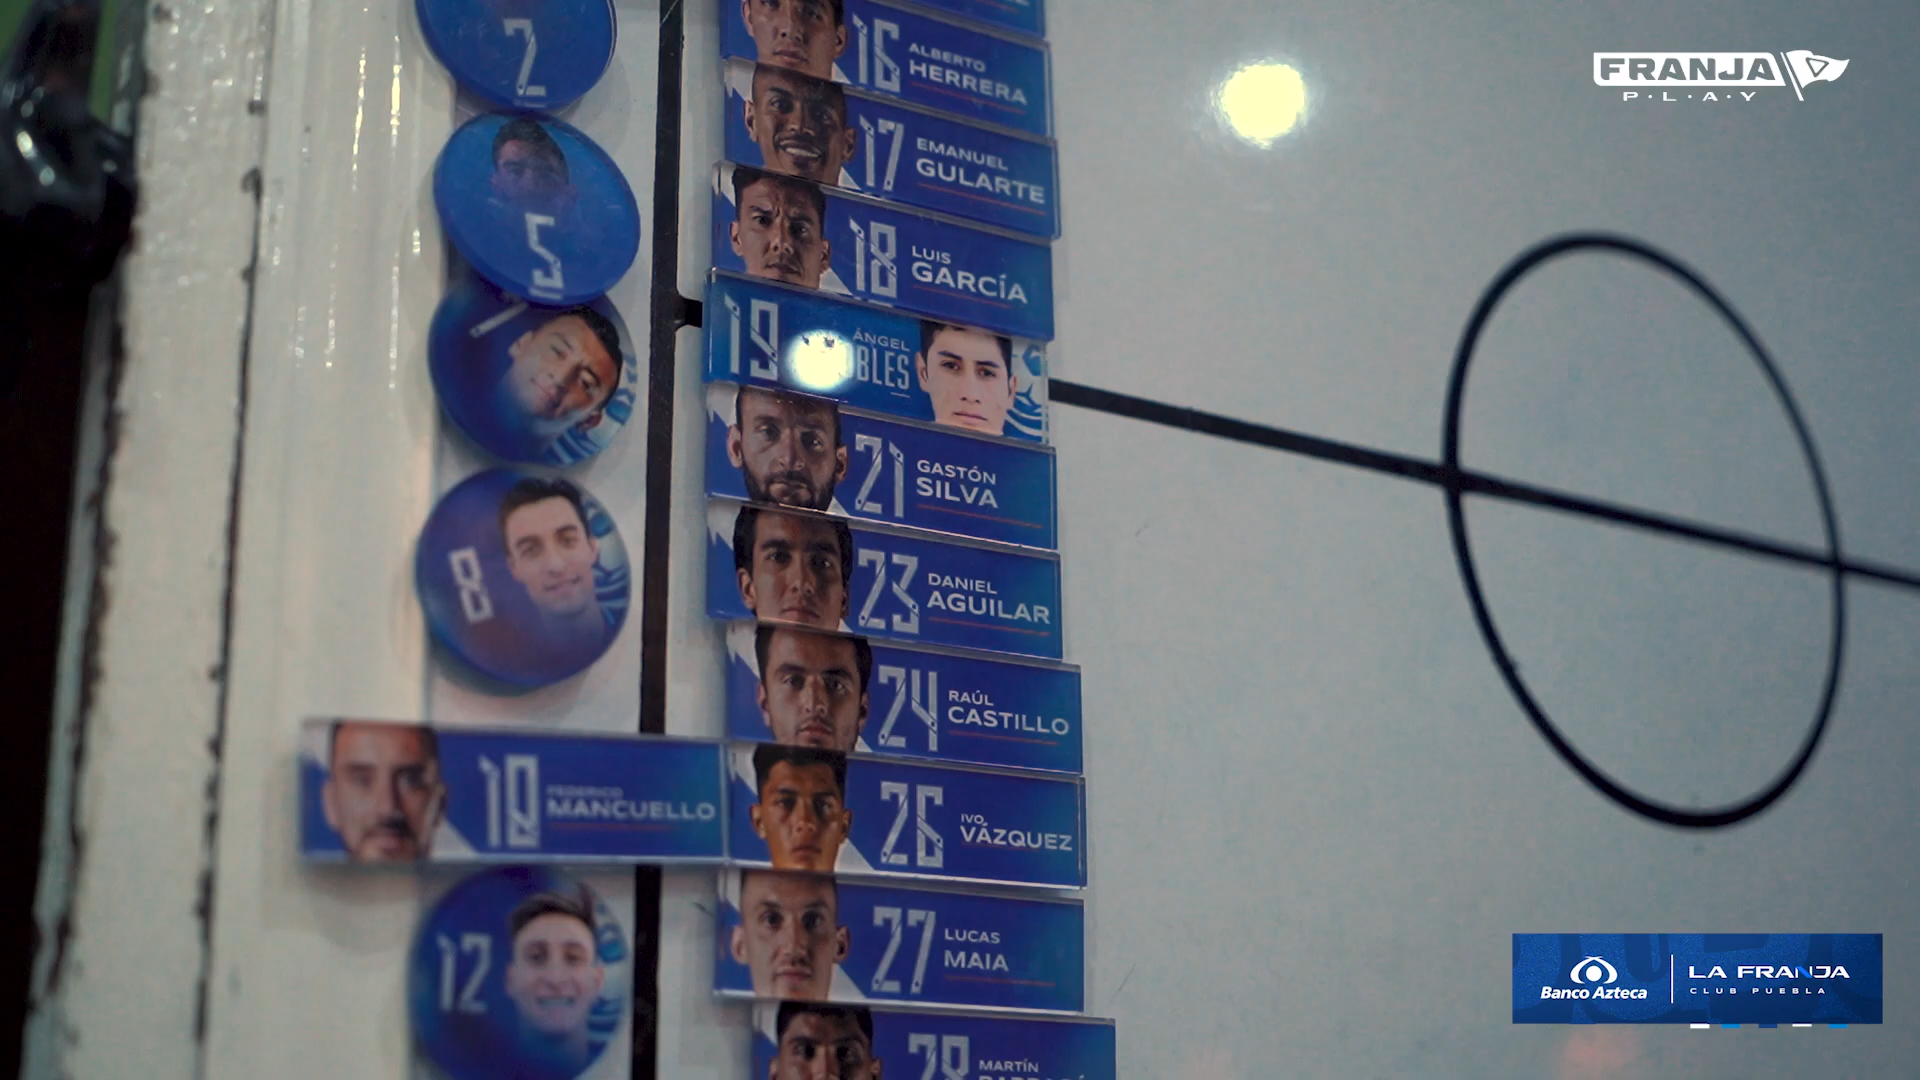 FRANJA
P·L·A·Y
2
16 ALBERTO
HERRERA
17 EMANUEL
GULARTE
5
18 LUIS
GARCÍA
19 ÁNGEL
21 GASTÓN
SILVA
8
23 DANIEL
AGUILAR
24 RAÚL
CASTILLO
10 FEDERICO
MANCUELLO
26 IVO
VÁZQUEZ
12
27 LUCAS
MAIA
28 MARTÍN
Banco Azteca
LA FRANJA
CLUB PUEBLA